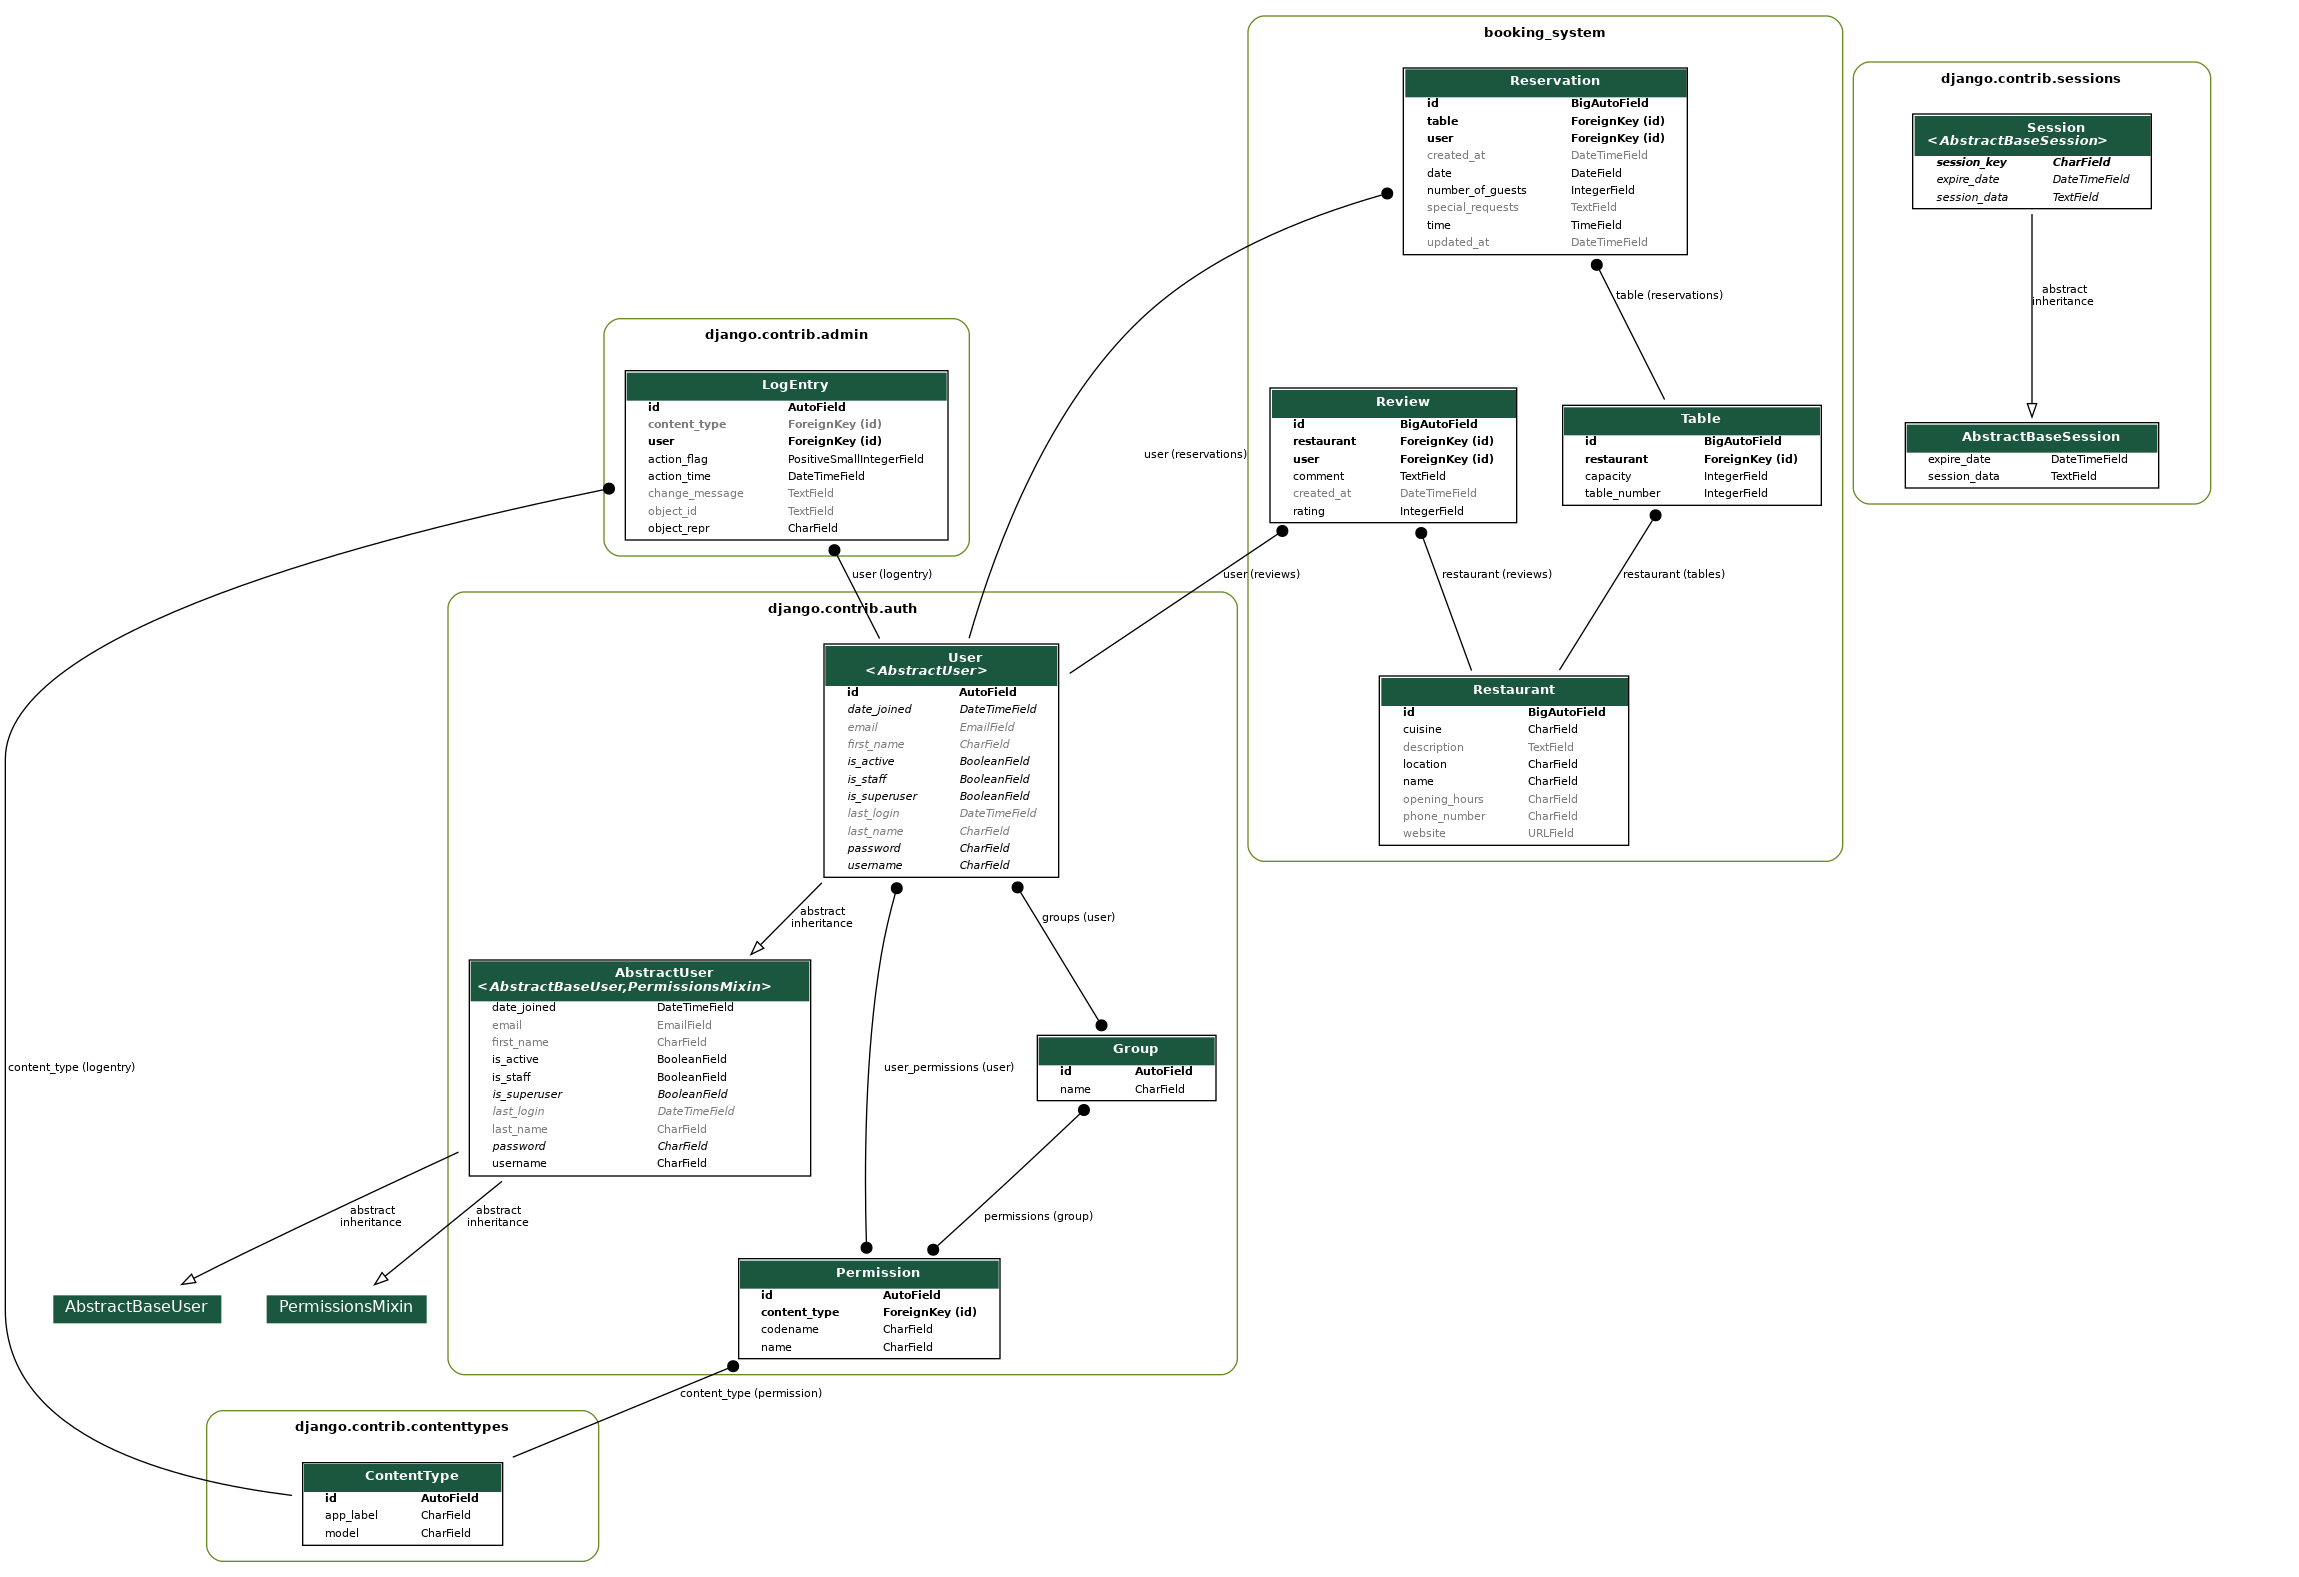 booking_system
Reservation
id BigAutoField
table ForeignKey (id)
user ForeignKey (id)
created_at DateTimeField
date DateField
number_of_guests IntegerField
special_requests TextField
time TimeField
updated_at DateTimeField
django.contrib.sessions
Session
<AbstractBaseSession>
session_key CharField
expire_date DateTimeField
session_data TextField
abstract
inheritance
AbstractBaseSession
expire_date DateTimeField
session_data TextField
table (reservations)
django.contrib.admin
LogEntry
id AutoField
content_type ForeignKey (id)
user ForeignKey (id)
action_flag PositiveSmallIntegerField
action_time DateTimeField
change_message TextField
object_id TextField
object_repr CharField
user (reservations)
Review
id BigAutoField
restaurant ForeignKey (id)
user ForeignKey (id)
comment TextField
created_at DateTimeField
rating IntegerField
Table
id BigAutoField
restaurant ForeignKey (id)
capacity IntegerField
table_number IntegerField
user (logentry)
user (reviews)
restaurant (reviews)
restaurant (tables)
django.contrib.auth
User
<AbstractUser>
id AutoField
date_joined DateTimeField
email EmailField
first_name CharField
is_active BooleanField
is_staff BooleanField
is_superuser BooleanField
last_login DateTimeField
last_name CharField
password CharField
username CharField
Restaurant
id BigAutoField
cuisine CharField
description TextField
location CharField
name CharField
opening_hours CharField
phone_number CharField
website URLField
abstract
inheritance
groups (user)
AbstractUser
<AbstractBaseUser,PermissionsMixin>
date_joined DateTimeField
email EmailField
first_name CharField
is_active BooleanField
is_staff BooleanField
is_superuser BooleanField
last_login DateTimeField
last_name CharField
password CharField
username CharField
content_type (logentry)
user_permissions (user)
Group
id AutoField
name CharField
abstract
inheritance
abstract
inheritance
permissions (group)
AbstractBaseUser
PermissionsMixin
Permission
id AutoField
content_type ForeignKey (id)
codename CharField
name CharField
content_type (permission)
django.contrib.contenttypes
ContentType
id AutoField
app_label CharField
model CharField